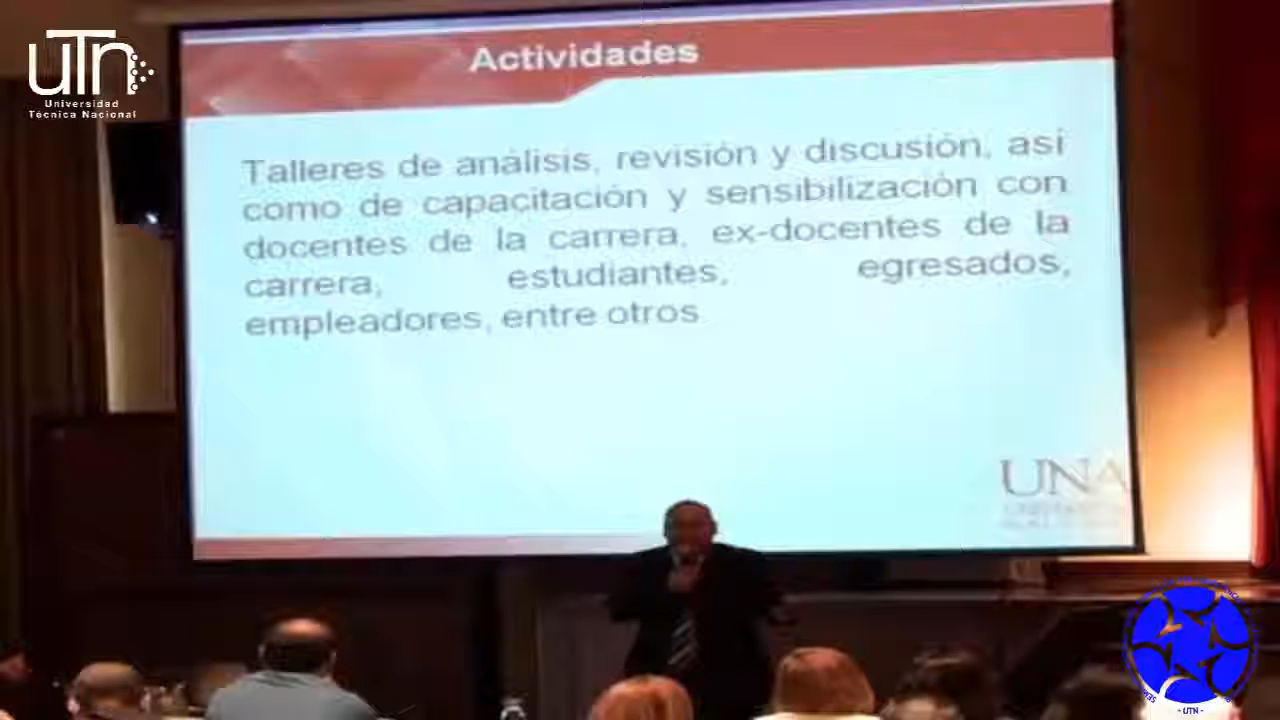 utn
Universidad
Técnica Nacional
Actividades
Talleres de análisis, revisión y discusión, así
como de capacitación y sensibilización con
docentes de la carrera, ex-docentes de la
carrera, estudiantes, egresados,
empleadores, entre otros
UNA
- UTN -